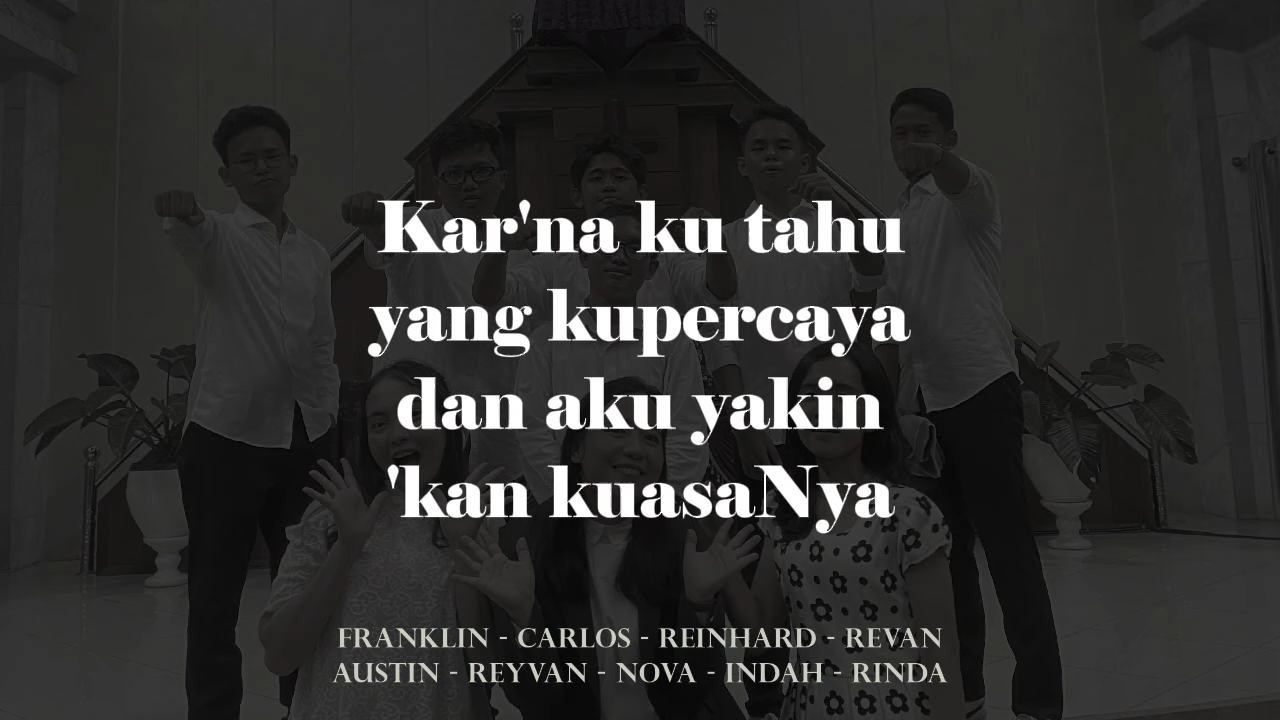 Kar'na ku tahu
yang kupercaya
dan aku yakin
'kan kuasaNya
FRANKLIN - CARLOS - REINHARD - REVAN
AUSTIN - REYVAN - NOVA - INDAH - RINDA